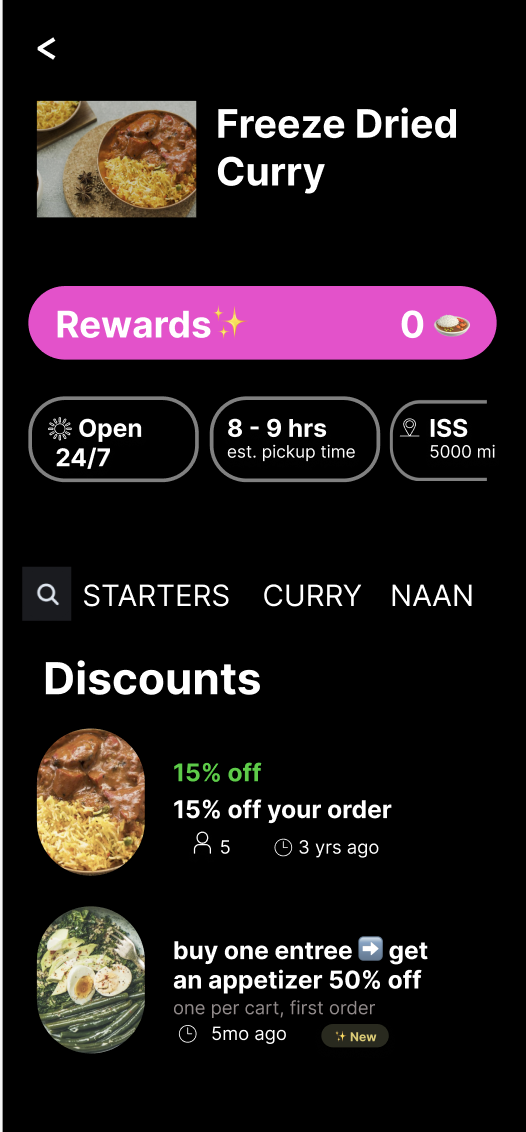 <
Freeze Dried
Curry
Rewards✨ 0 🍛
Open
24/7
8 - 9 hrs
est. pickup time
ISS
5000 mi
STARTERS CURRY NAAN
Discounts
15% off
15% off your order
5 3 yrs ago
buy one entree ➡️ get
an appetizer 50% off
one per cart, first order
5mo ago ✨ New